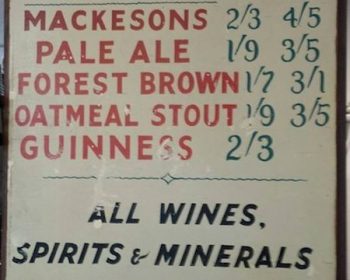 MACKESONS 2/3 4/5
PALE ALE 1/9 3/5
FOREST BROWN 1/7 3/1
OATMEAL STOUT 1/9 3/5
GUINNESS 2/3
ALL WINES,
SPIRITS & MINERALS